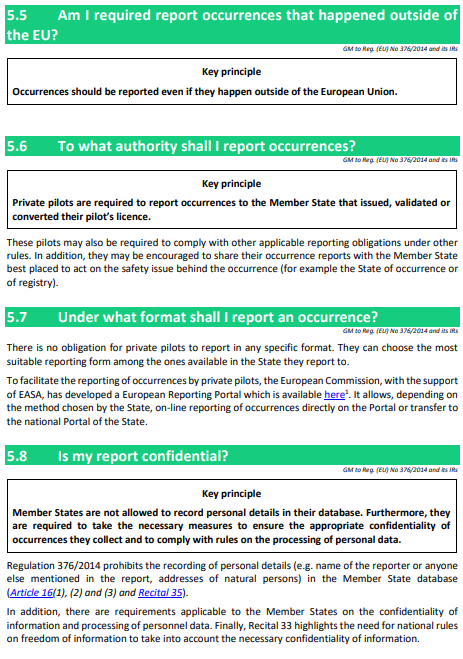 5.5 Am I required report occurrences that happened outside of
the EU?
GM to Reg. (EU) No 376/2014 and its IRs
Key principle
Occurrences should be reported even if they happen outside of the European Union.
5.6 To what authority shall I report occurrences?
GM to Reg. (EU) No 376/2014 and its IRs
Key principle
Private pilots are required to report occurrences to the Member State that issued, validated or
converted their pilot's licence.
These pilots may also be required to comply with other applicable reporting obligations under other
rules. In addition, they may be encouraged to share their occurrence reports with the Member State
best placed to act on the safety issue behind the occurrence (for example the State of occurrence or
of registry).
5.7 Under what format shall I report an occurrence?
GM to Reg. (EU) No 376/2014 and its IRs
There is no obligation for private pilots to report in any specific format. They can choose the most
suitable reporting form among the ones available in the State they report to.
To facilitate the reporting of occurrences by private pilots, the European Commission, with the support
of EASA, has developed a European Reporting Portal which is available here¹. It allows, depending on
the method chosen by the State, on-line reporting of occurrences directly on the Portal or transfer to
the national Portal of the State.
5.8 Is my report confidential?
GM to Reg. (EU) No 376/2014 and its IRs
Key principle
Member States are not allowed to record personal details in their database. Furthermore, they
are required to take the necessary measures to ensure the appropriate confidentiality of
occurrences they collect and to comply with rules on the processing of personal data.
Regulation 376/2014 prohibits the recording of personal details (e.g. name of the reporter or anyone
else mentioned in the report, addresses of natural persons) in the Member State database
(Article 16(1), (2) and (3) and Recital 35).
In addition, there are requirements applicable to the Member States on the confidentiality of
information and processing of personnel data. Finally, Recital 33 highlights the need for national rules
on freedom of information to take into account the necessary confidentiality of information.